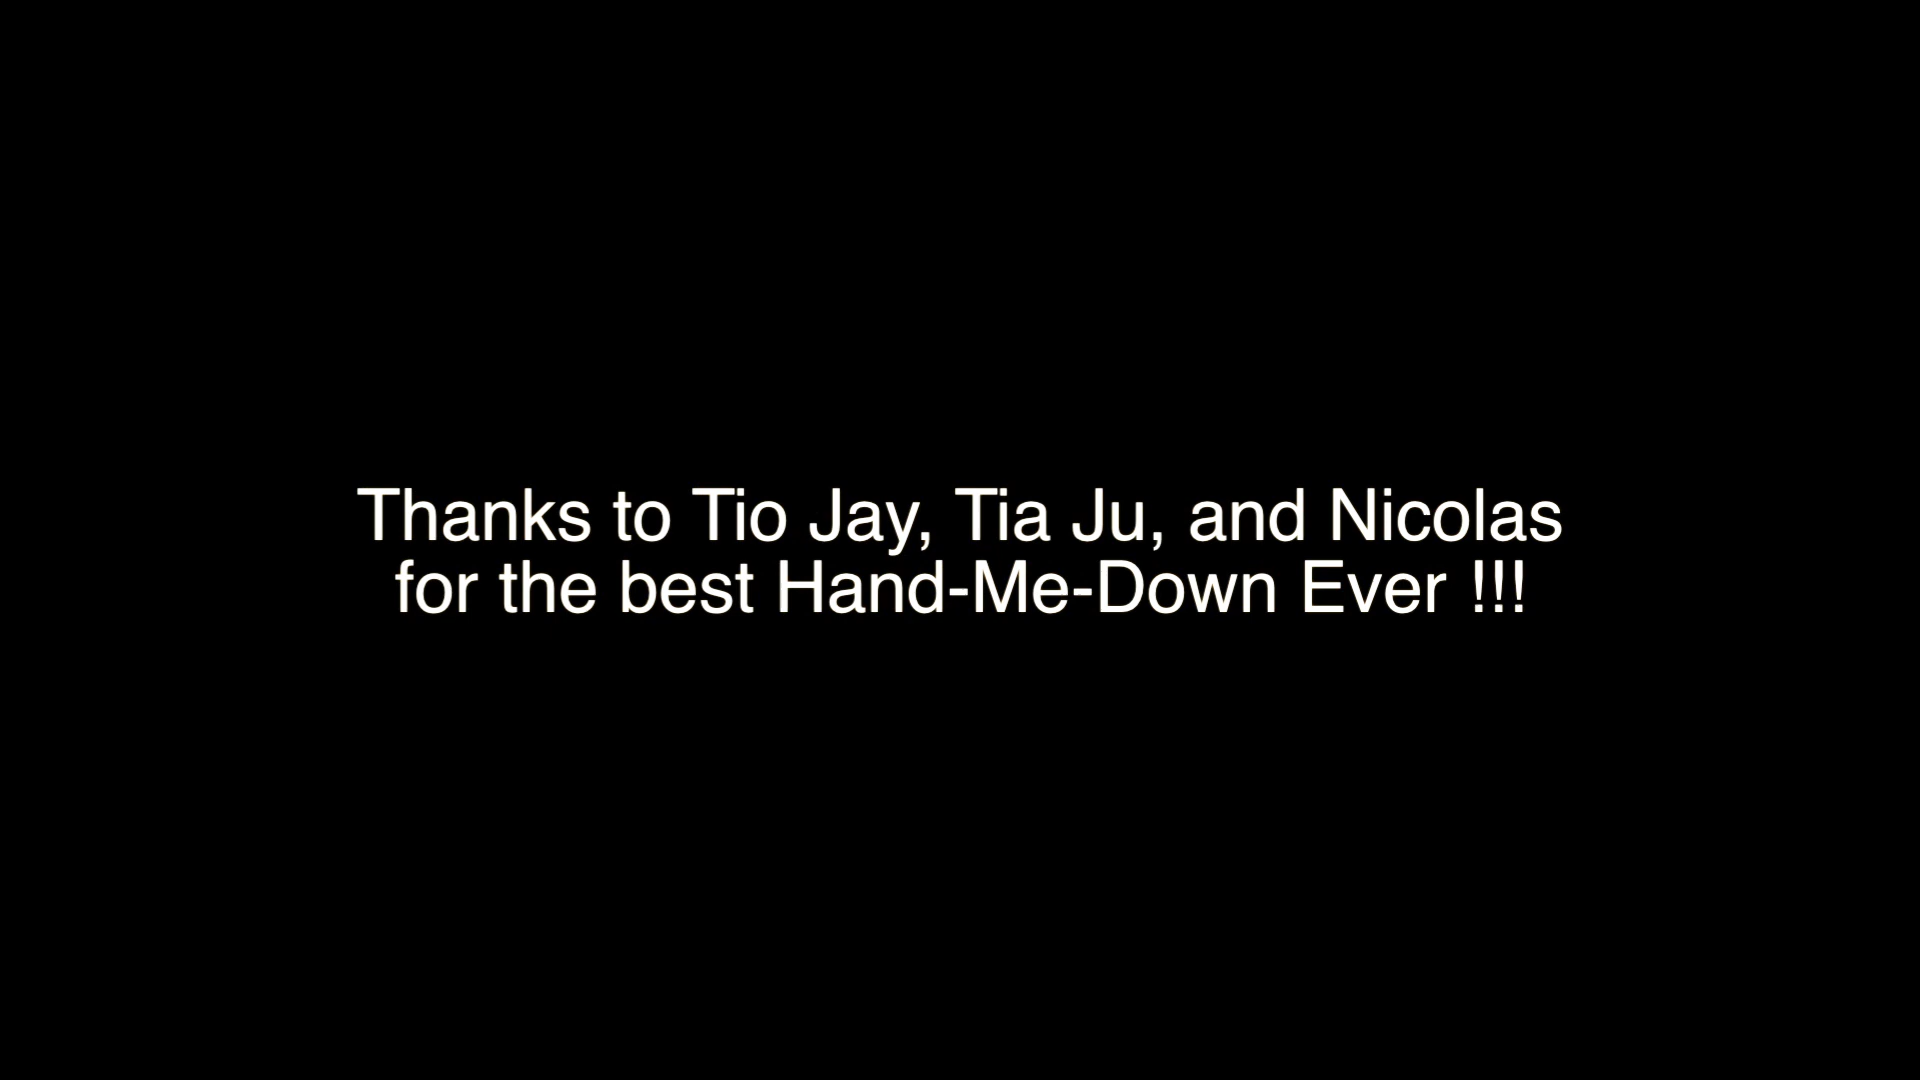 Thanks to Tio Jay, Tia Ju, and Nicolas
for the best Hand-Me-Down Ever !!!